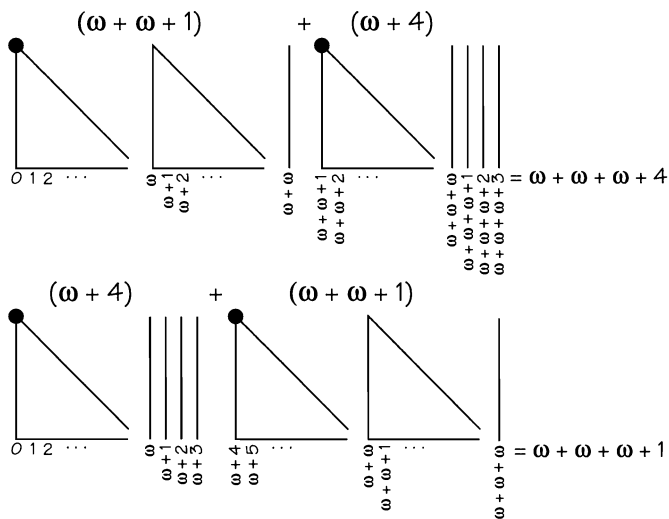 (ω + ω + 1) + (ω + 4)
0 1 2 ··· ω ω+1 ω+2 ··· ω+ω ω+ω+1 ω+ω+2 ··· ω+ω+ω ω+ω+ω+1 ω+ω+ω+2 ω+ω+ω+3 = ω + ω + ω + 4
(ω + 4) + (ω + ω + 1)
0 1 2 ··· ω ω+1 ω+2 ω+3 ω+4 ω+5 ··· ω+ω ω+ω+1 ··· ω+ω+ω = ω + ω + ω + 1